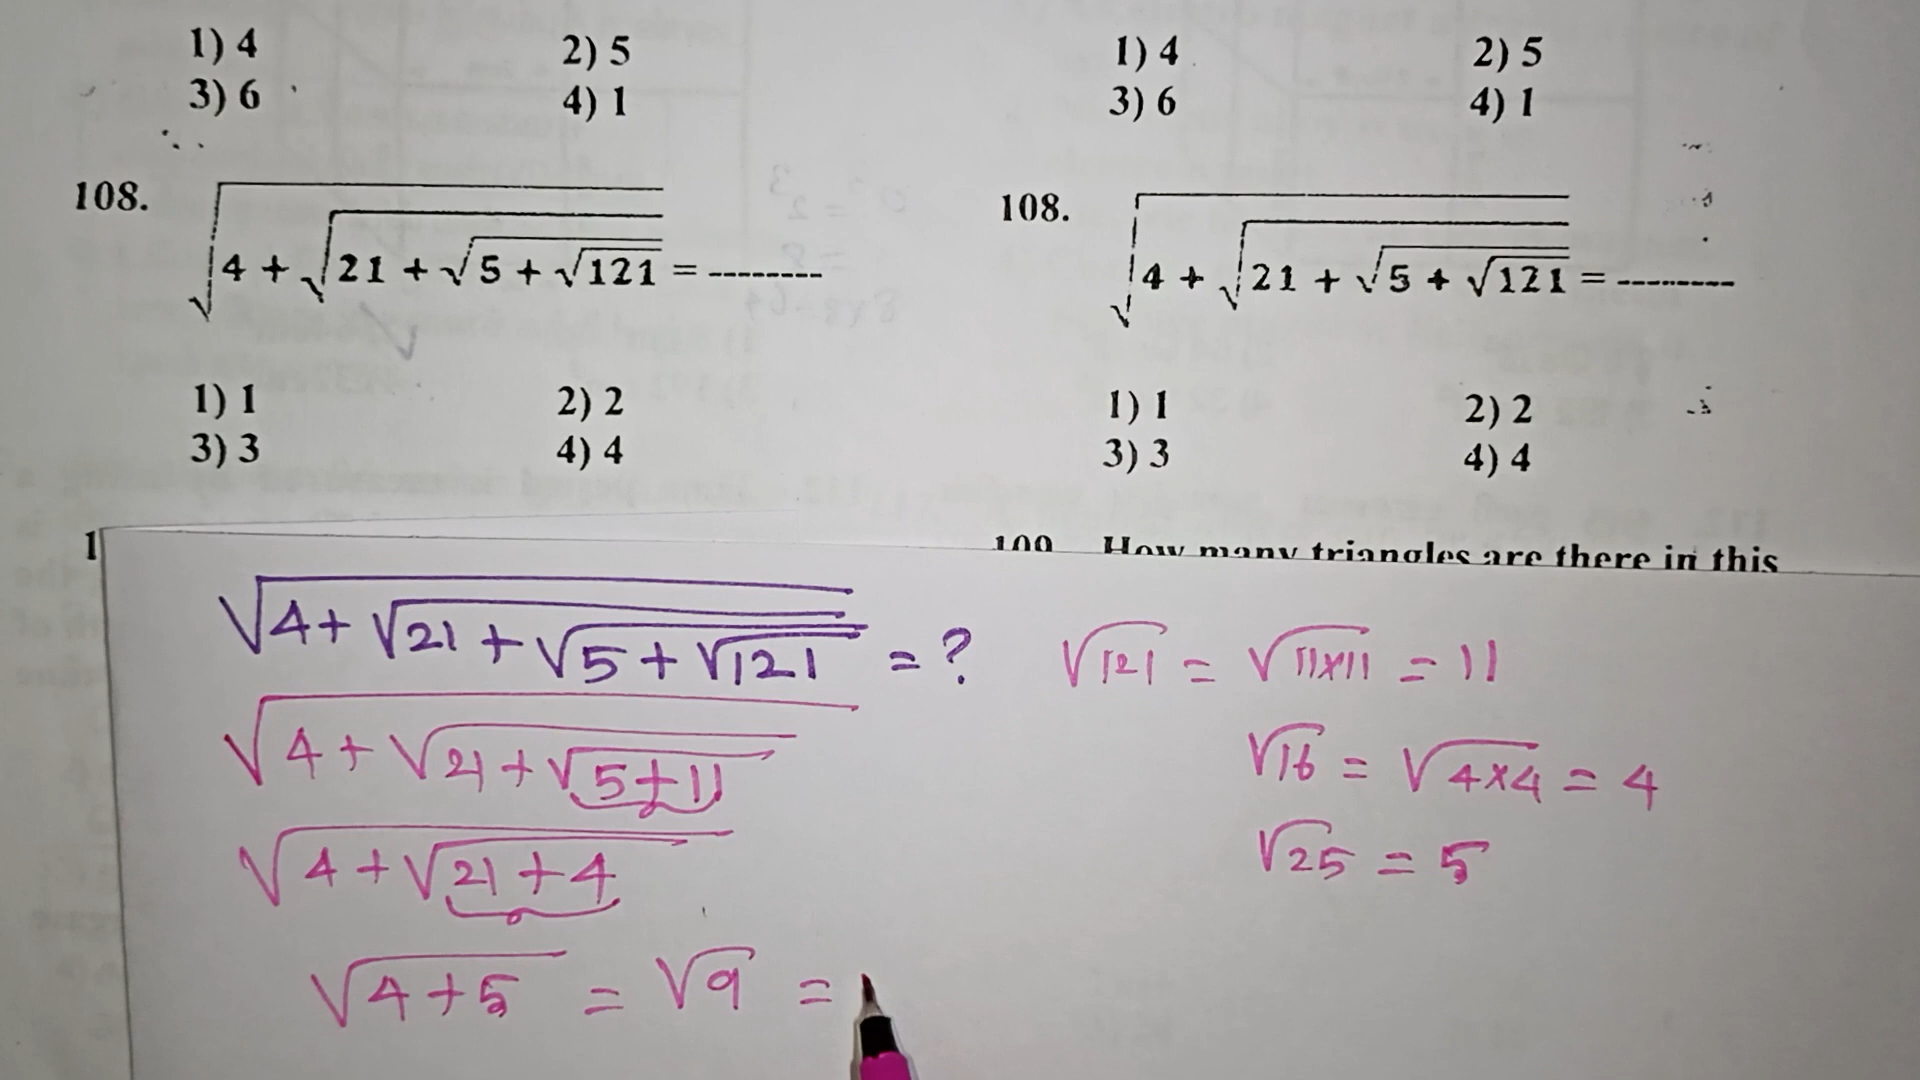 1) 4 2) 5
3) 6 4) 1
108. √(4 + √(21 + √(5 + √121))) = --------
1) 1 2) 2
3) 3 4) 4
1) 4 2) 5
3) 6 4) 1
108. √(4 + √(21 + √(5 + √121))) = --------
1) 1 2) 2
3) 3 4) 4
109 How many triangles are there in this
√(4+√(21+√(5+√121))) = ?
√(4+√(21+√(5+11)))
√(4+√(21+4))
√(4+5) = √9 =
√121 = √(11×11) = 11
√16 = √(4×4) = 4
√25 = 5